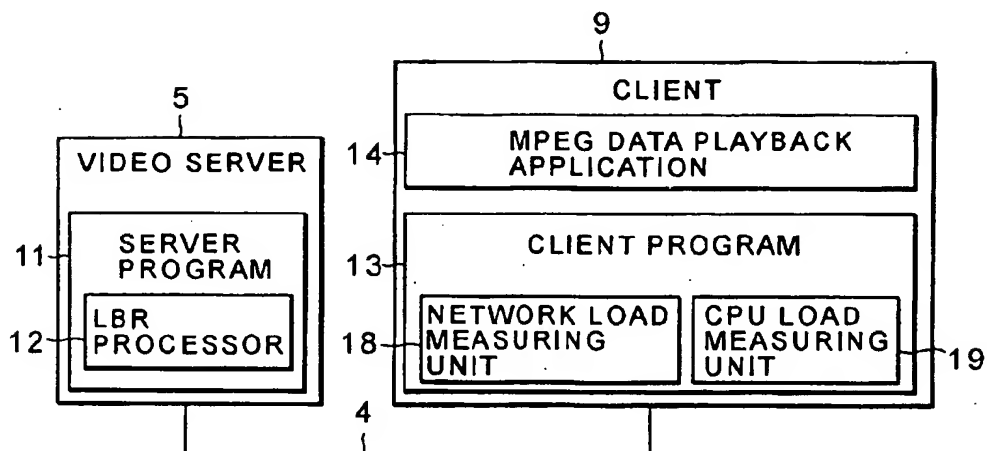 5
VIDEO SERVER
11
SERVER
PROGRAM
12
LBR
PROCESSOR
9
CLIENT
14
MPEG DATA PLAYBACK
APPLICATION
13
CLIENT PROGRAM
18
NETWORK LOAD
MEASURING
UNIT
CPU LOAD
MEASURING
UNIT
19
4